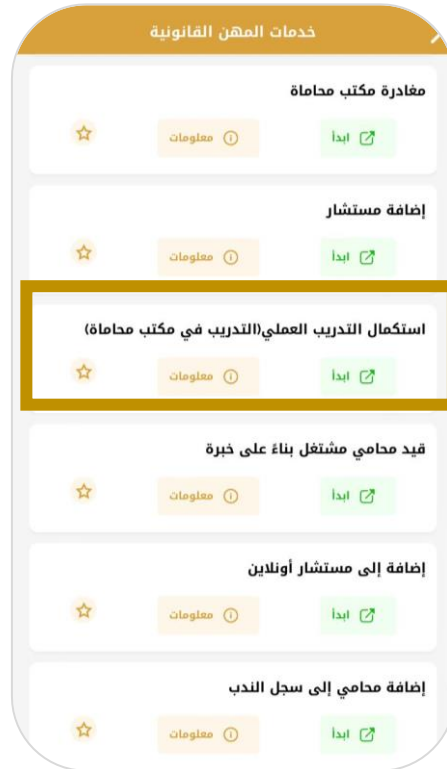 خدمات المهن القانونية
مغادرة مكتب محاماة
ابدأ معلومات
إضافة مستشار
ابدأ معلومات
استكمال التدريب العملي(التدريب في مكتب محاماة)
ابدأ معلومات
قيد محامي مشتغل بناءً على خبرة
ابدأ معلومات
إضافة إلى مستشار أونلاين
ابدأ معلومات
إضافة محامي إلى سجل الندب
ابدأ معلومات